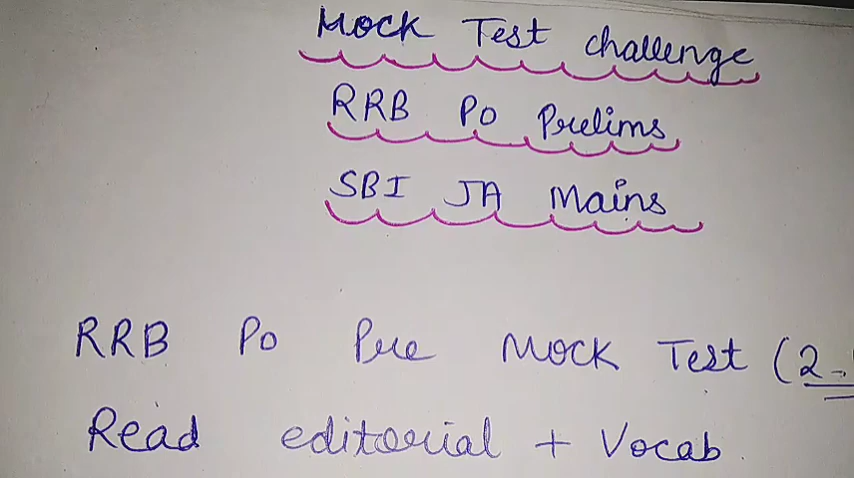 Mock Test challenge
RRB PO Prelims
SBI JA Mains
RRB PO Pre Mock Test (2
Read editorial + Vocab